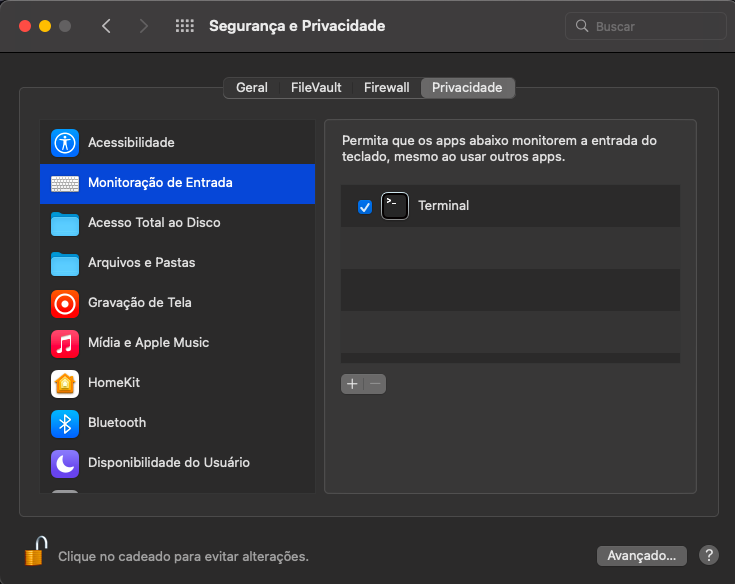 Segurança e Privacidade
Buscar
Geral
FileVault
Firewall
Privacidade
Acessibilidade
Monitoração de Entrada
Acesso Total ao Disco
Arquivos e Pastas
Gravação de Tela
Mídia e Apple Music
HomeKit
Bluetooth
Disponibilidade do Usuário
Permita que os apps abaixo monitorem a entrada do
teclado, mesmo ao usar outros apps.
Terminal
Clique no cadeado para evitar alterações.
Avançado...
?